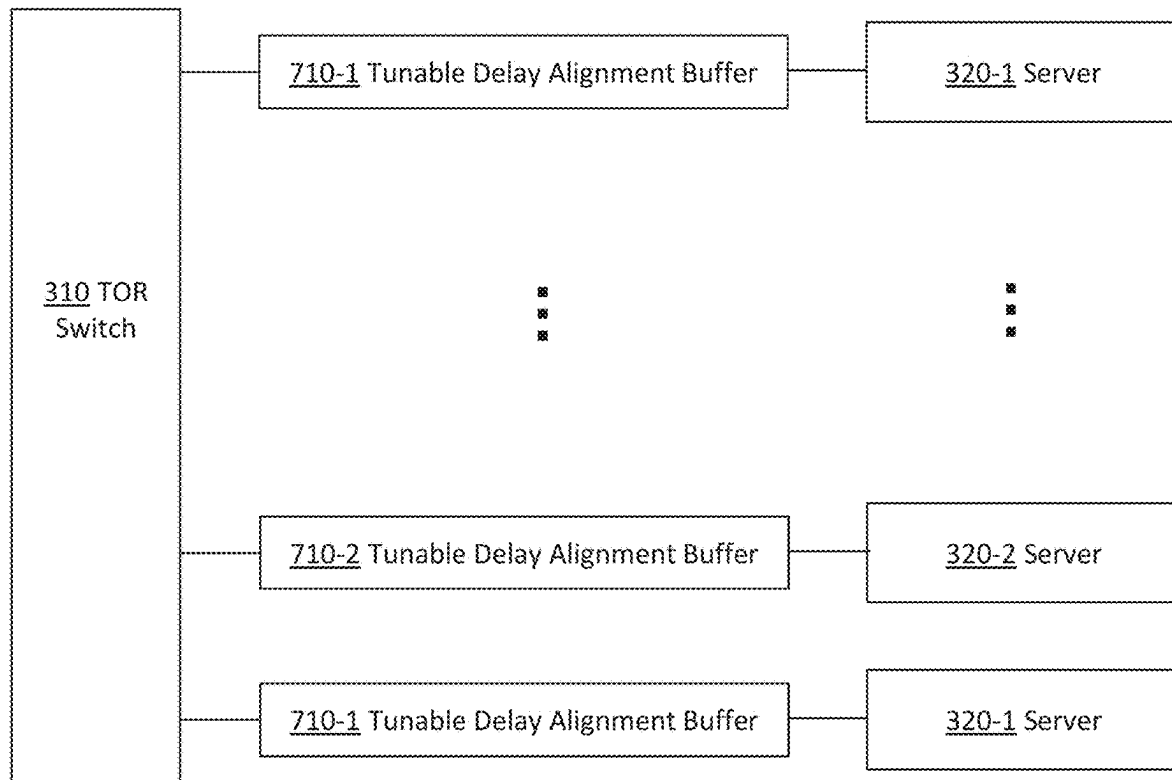 710-1 Tunable Delay Alignment Buffer
320-1 Server
310 TOR
Switch
710-2 Tunable Delay Alignment Buffer
320-2 Server
710-1 Tunable Delay Alignment Buffer
320-1 Server